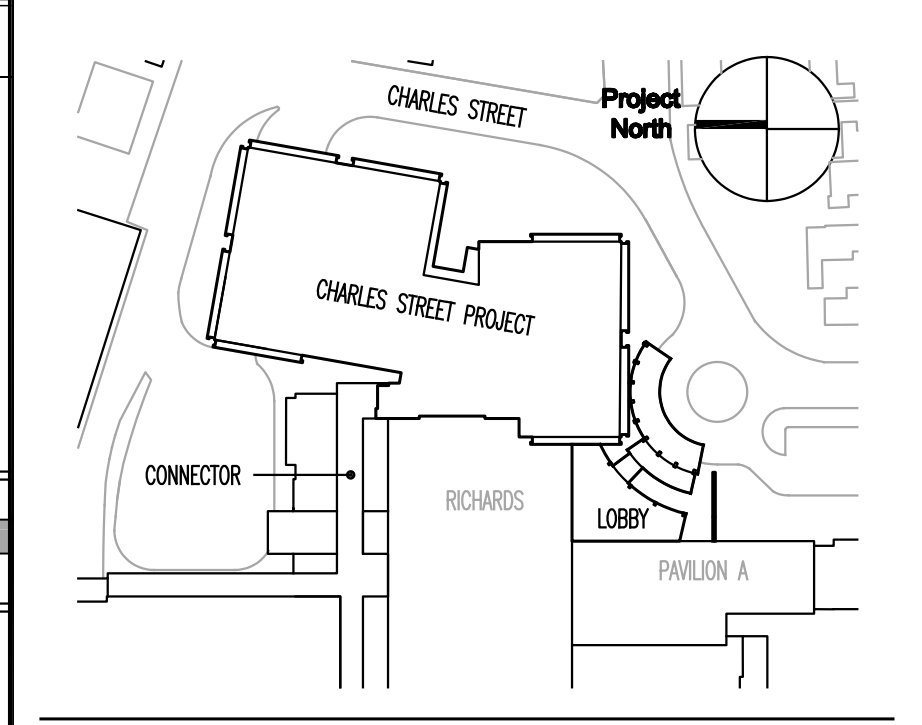 CHARLES STREET
Project
North
CHARLES STREET PROJECT
CONNECTOR
RICHARDS
LOBBY
PAVILION A